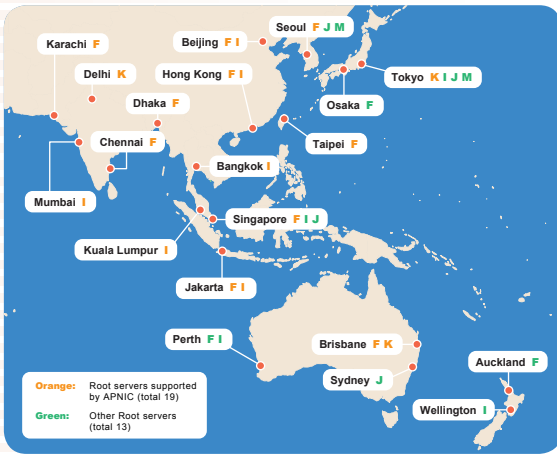 Seoul F J M
Beijing F I
Karachi F
Delhi K
Hong Kong F I
Tokyo K I J M
Dhaka F
Osaka F
Chennai F
Taipei F
Bangkok I
Mumbai I
Singapore F I J
Kuala Lumpur I
Jakarta F I
Perth F I
Brisbane F K
Auckland F
Sydney J
Wellington I
Orange: Root servers supported
by APNIC (total 19)
Green: Other Root servers
(total 13)